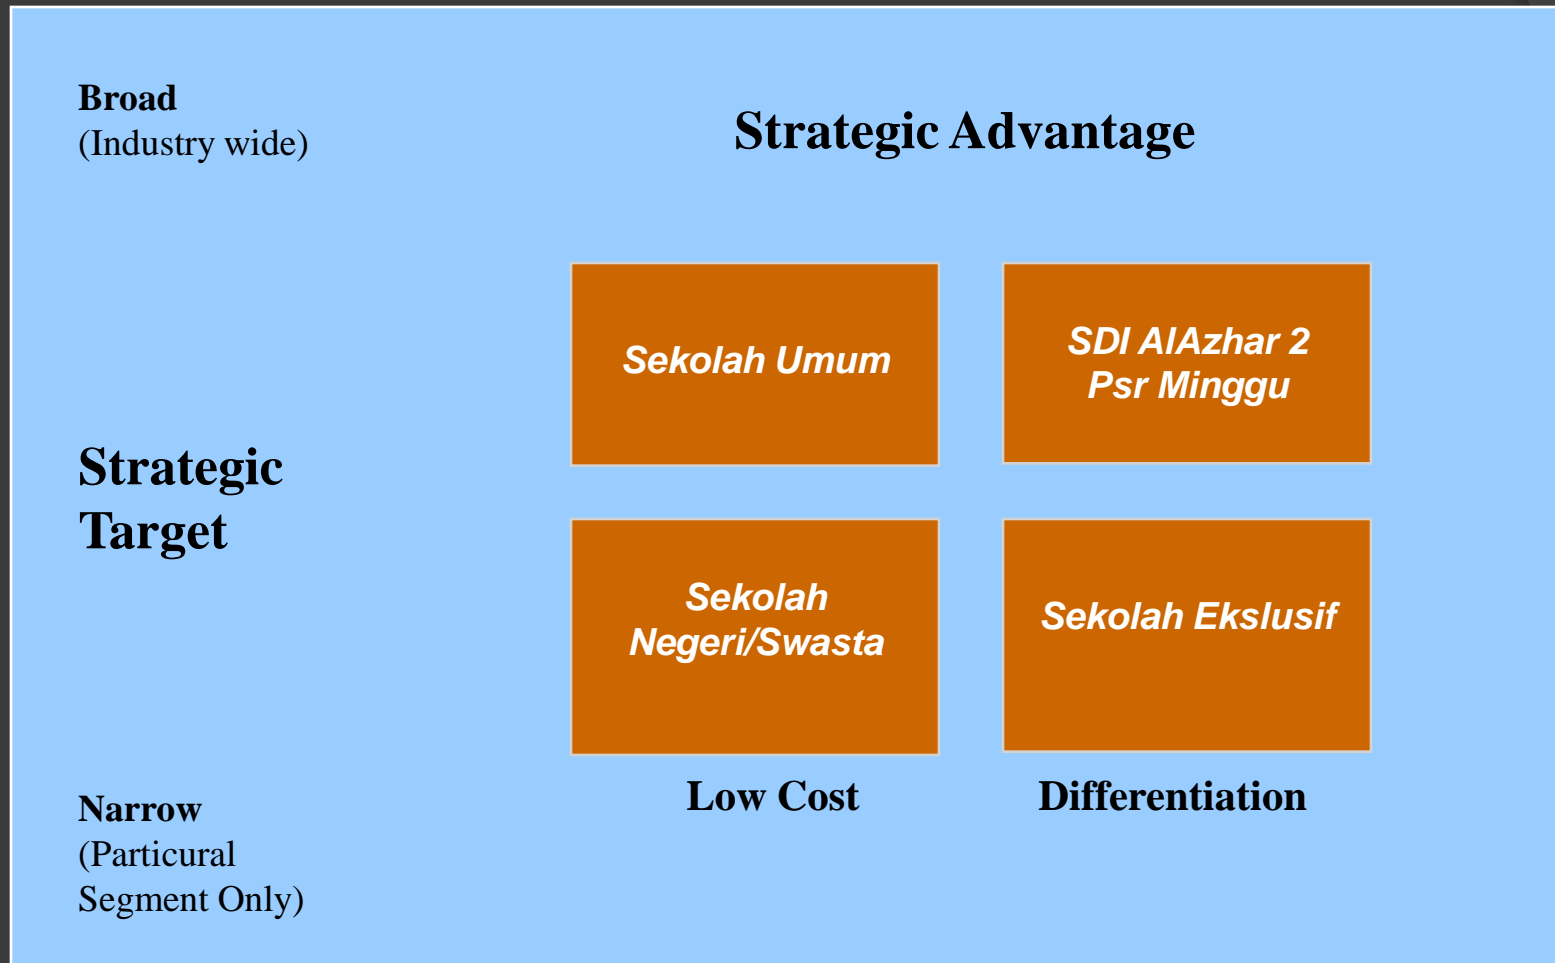 Broad
(Industry wide)
Strategic Advantage
Sekolah Umum
SDI AlAzhar 2
Psr Minggu
Strategic
Target
Sekolah
Negeri/Swasta
Sekolah Ekslusif
Low Cost
Differentiation
Narrow
(Particural
Segment Only)